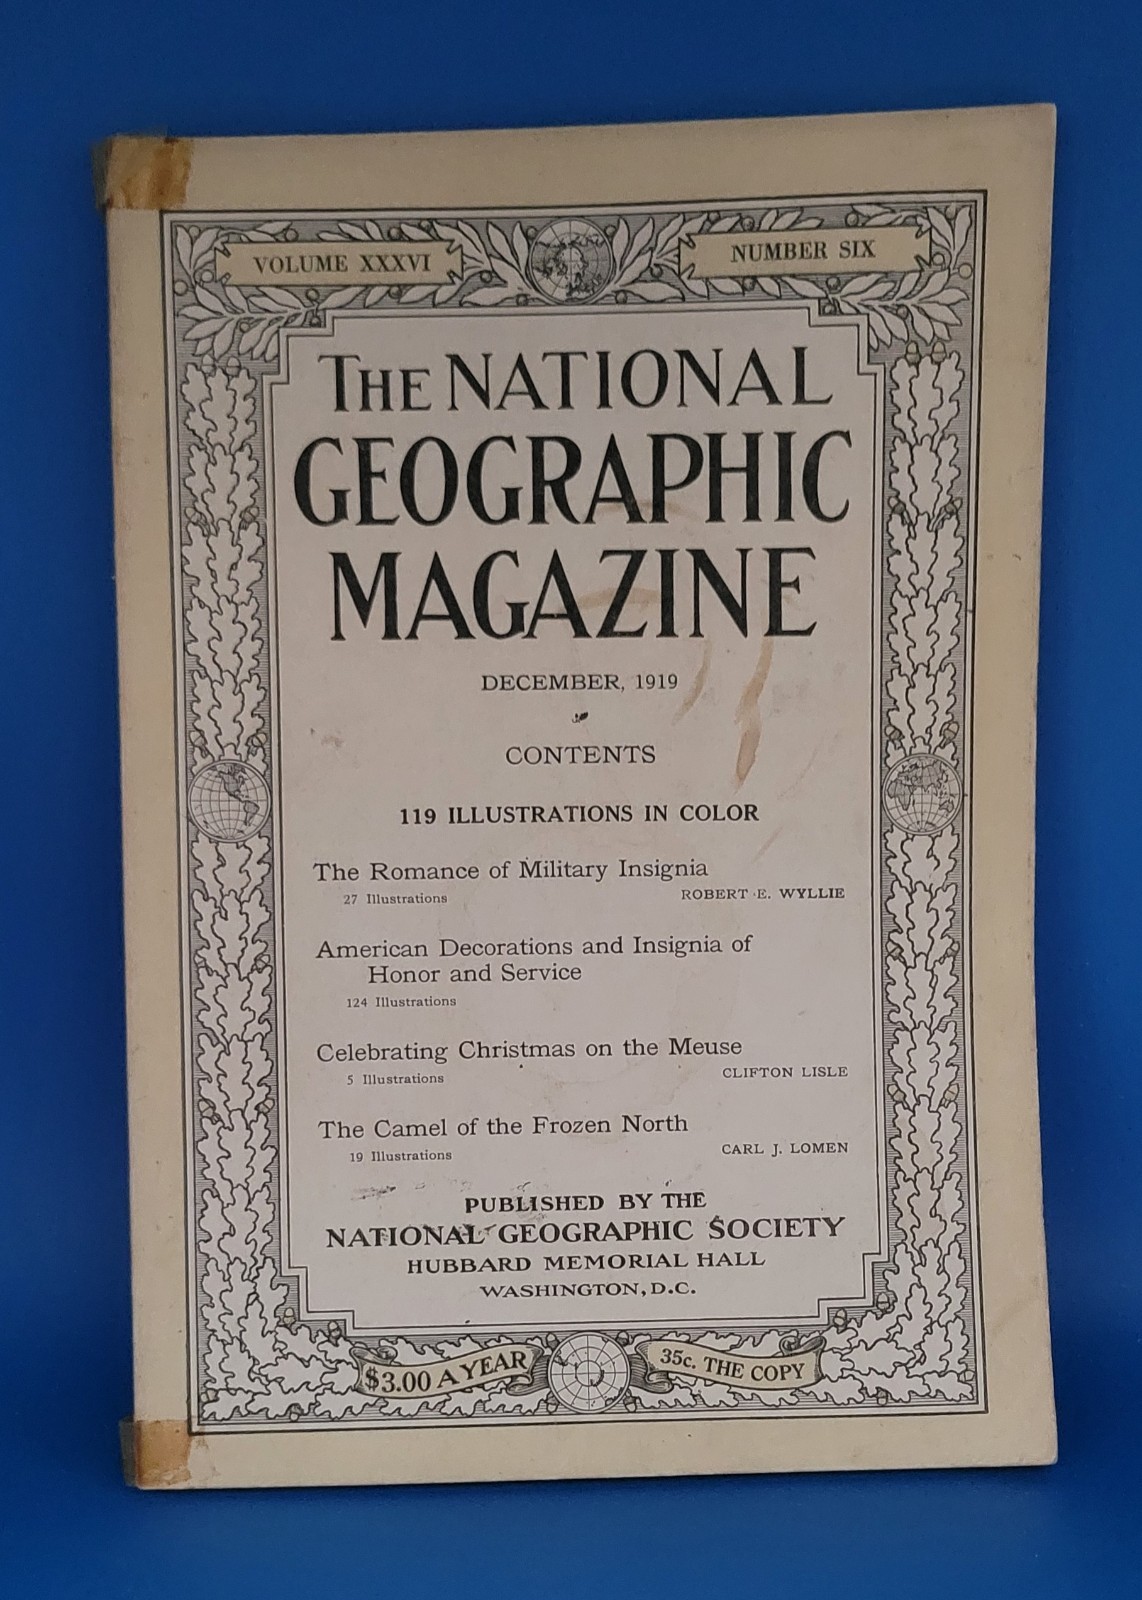 VOLUME XXXVI
NUMBER SIX
THE NATIONAL
GEOGRAPHIC
MAGAZINE
DECEMBER, 1919
CONTENTS
119 ILLUSTRATIONS IN COLOR
The Romance of Military Insignia
27 Illustrations ROBERT E. WYLLIE
American Decorations and Insignia of
Honor and Service
124 Illustrations
Celebrating Christmas on the Meuse
5 Illustrations CLIFTON LISLE
The Camel of the Frozen North
19 Illustrations CARL J. LOMEN
PUBLISHED BY THE
NATIONAL GEOGRAPHIC SOCIETY
HUBBARD MEMORIAL HALL
WASHINGTON, D.C.
$3.00 A YEAR
35c. THE COPY